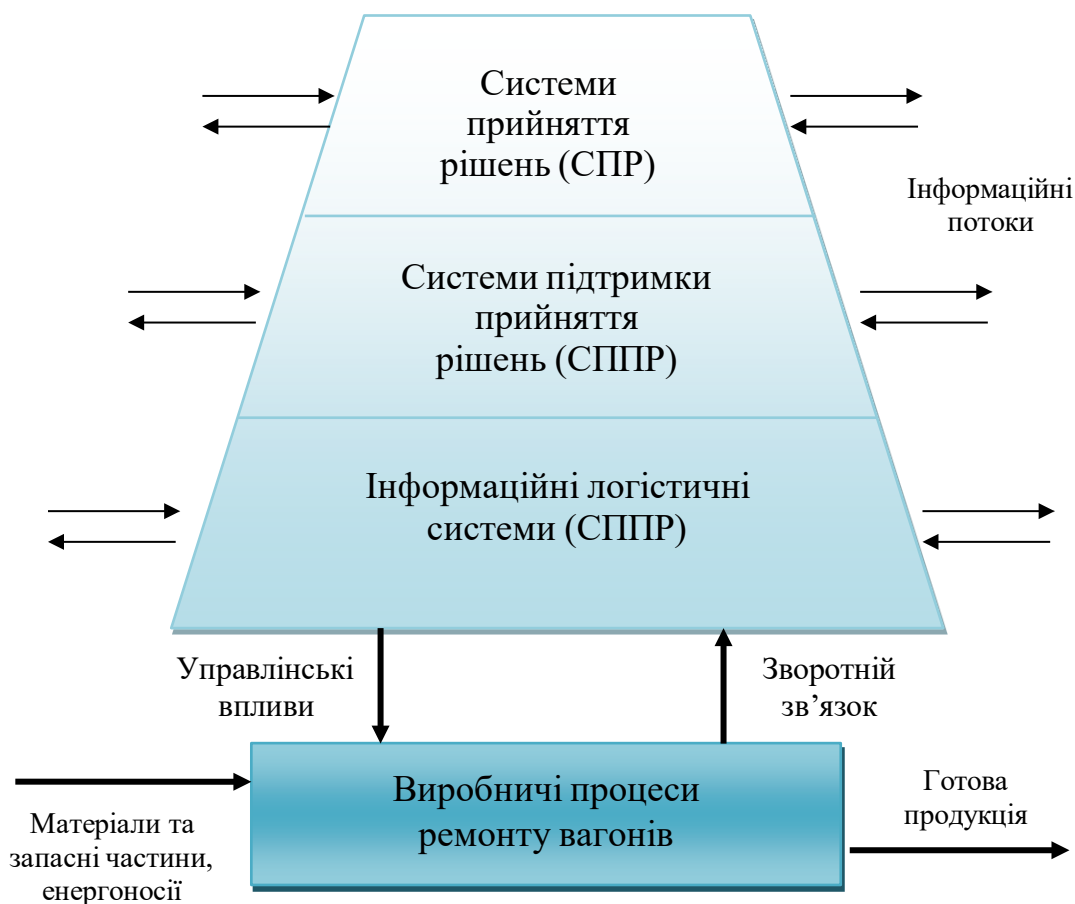 Системи
прийняття
рішень (СПР)
Інформаційні
потоки
Системи підтримки
прийняття
рішень (СППР)
Інформаційні логістичні
системи (СППР)
Управлінські
впливи
Зворотній
зв’язок
Виробничі процеси
ремонту вагонів
Матеріали та
запасні частини,
енергоносії
Готова
продукція